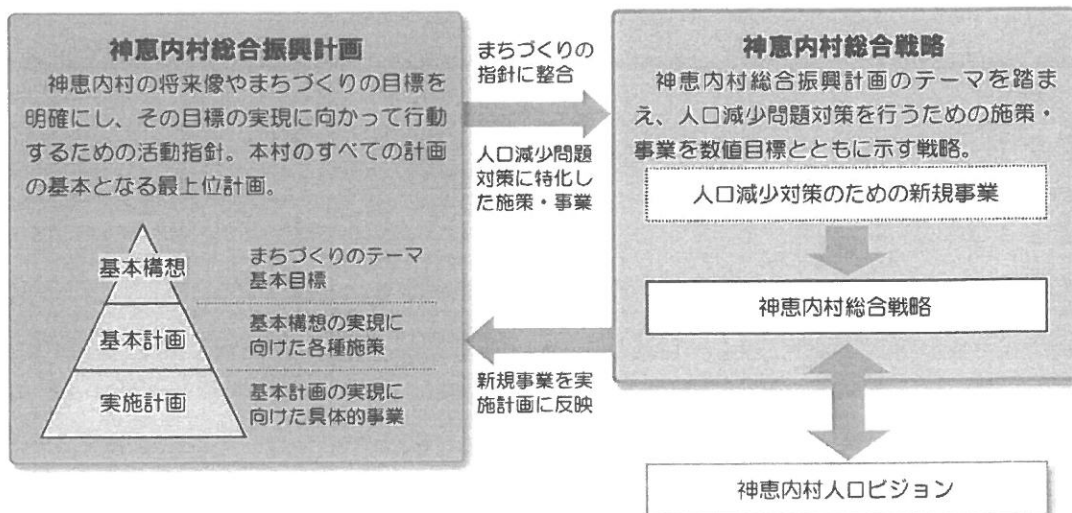 神恵内村総合振興計画
神恵内村の将来像やまちづくりの目標を
明確にし、その目標の実現に向かって行動
するための活動指針。本村のすべての計画
の基本となる最上位計画。
基本構想
まちづくりのテーマ
基本目標
基本計画
基本構想の実現に
向けた各種施策
実施計画
基本計画の実現に
向けた具体的事業
まちづくりの
指針に整合
人口減少問題
対策に特化し
た施策・事業
新規事業を実
施計画に反映
神恵内村総合戦略
神恵内村総合振興計画のテーマを踏ま
え、人口減少問題対策を行うための施策・
事業を数値目標とともに示す戦略。
人口減少対策のための新規事業
神恵内村総合戦略
神恵内村人口ビジョン